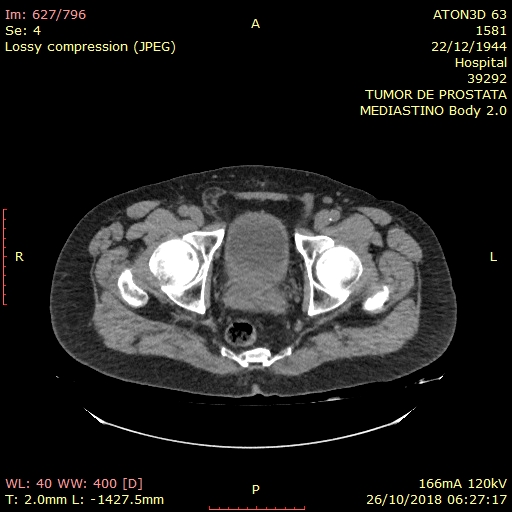 Im: 627/796
Se: 4
Lossy compression (JPEG)
A
ATON3D 63
1581
22/12/1944
Hospital
39292
TUMOR DE PROSTATA
MEDIASTINO Body 2.0
R
L
WL: 40 WW: 400 [D]
T: 2.0mm L: -1427.5mm
P
166mA 120kV
26/10/2018 06:27:17